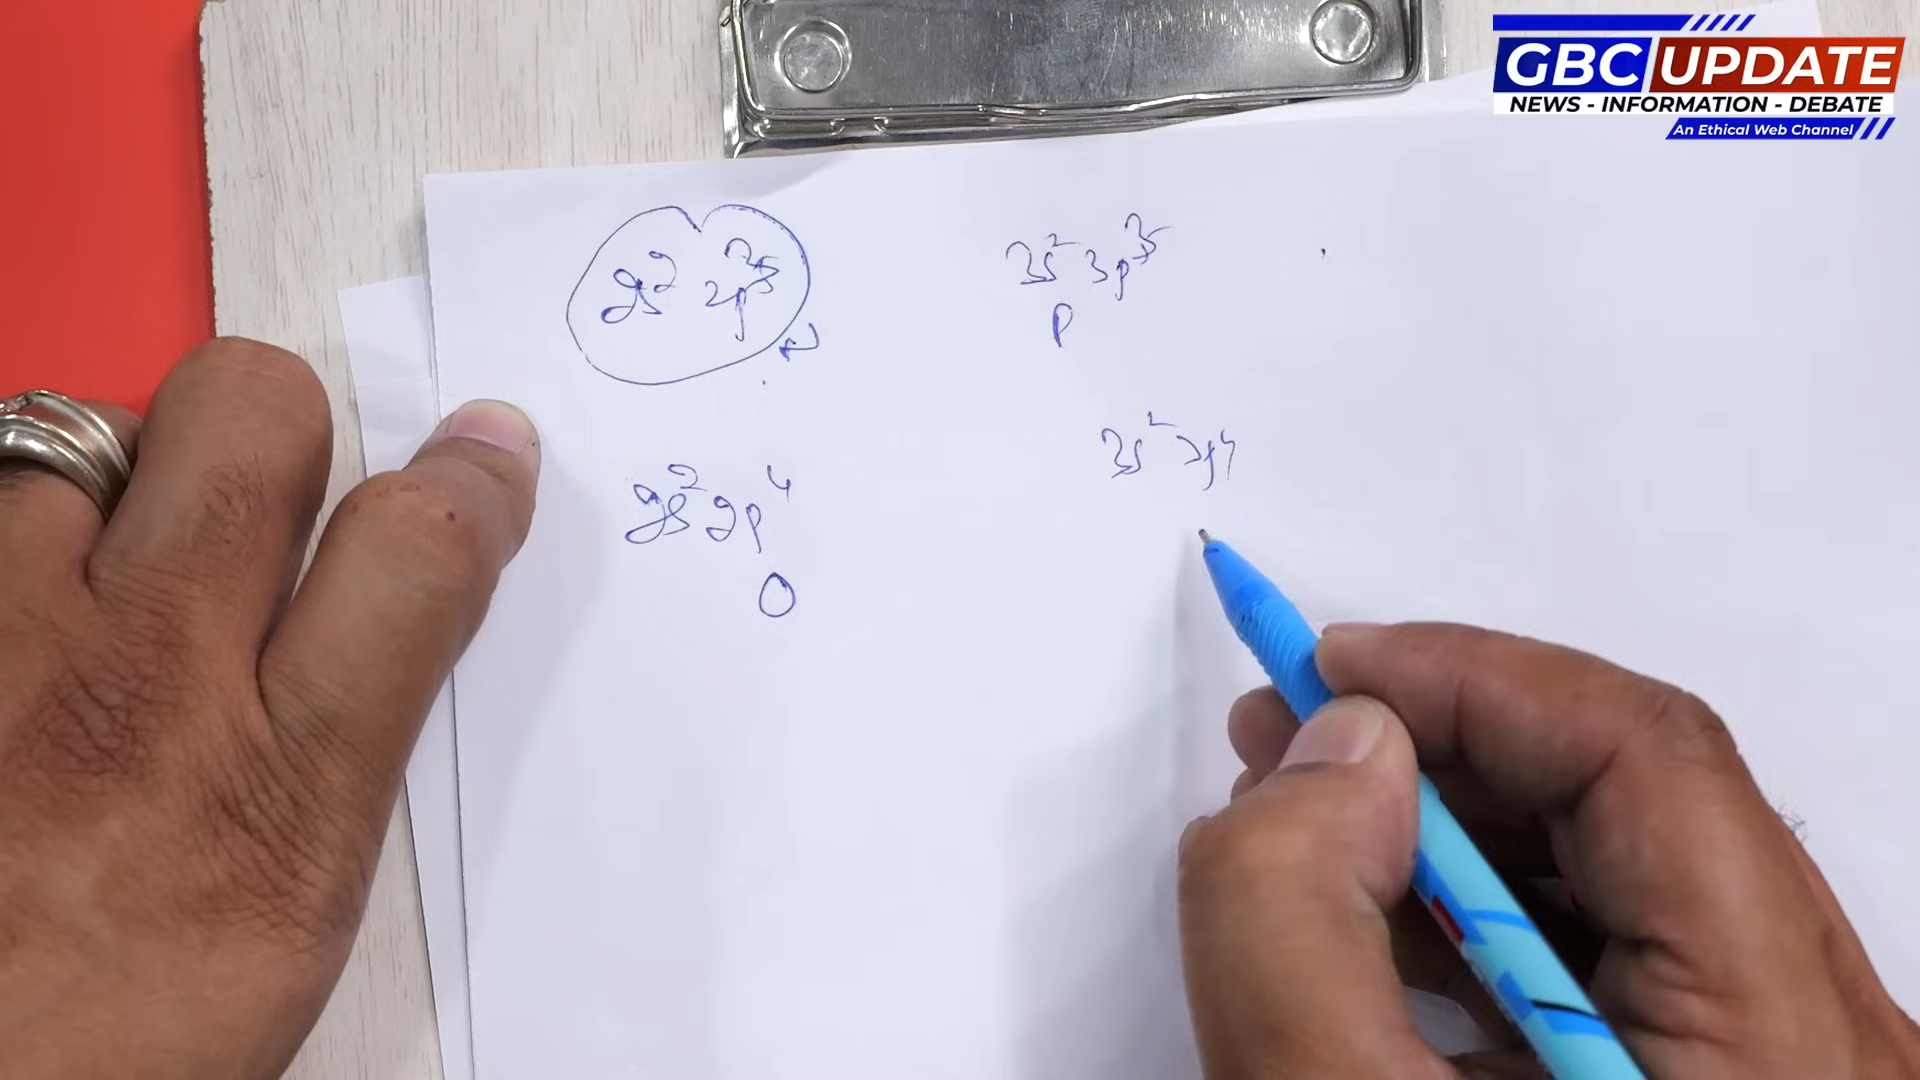 GBC UPDATE
NEWS - INFORMATION - DEBATE
An Ethical Web Channel
2s² 2p³
N
3s² 3p³
P
2s² 2p⁴
O
3s² 3p⁴